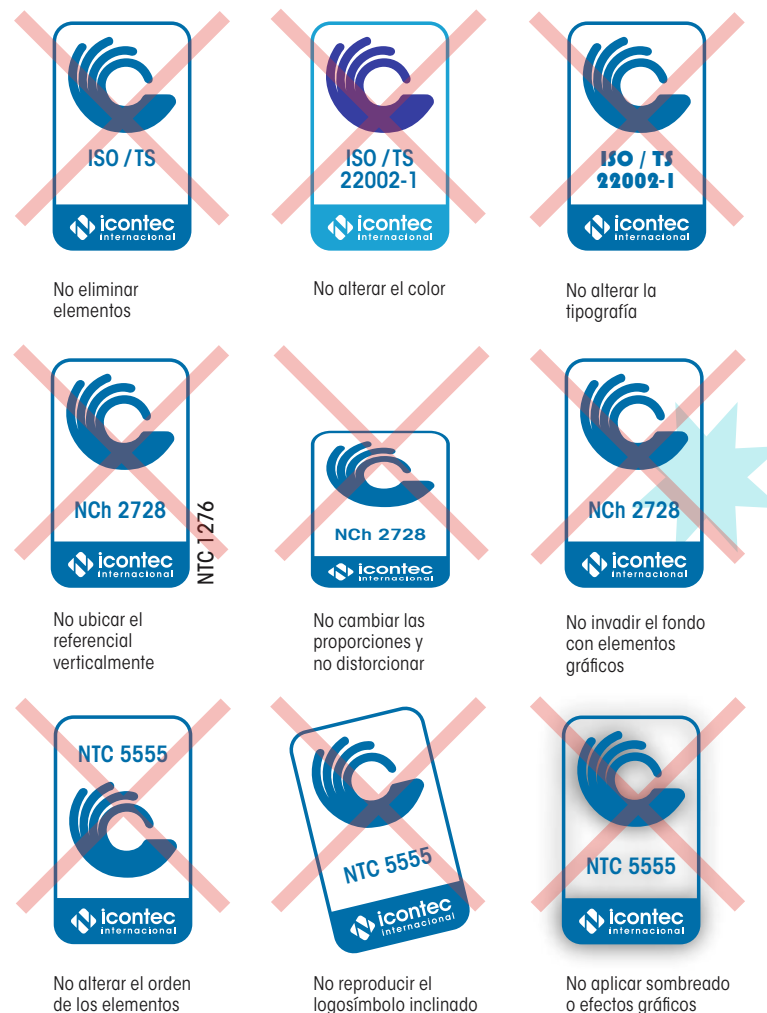 ISO / TS
icontec
internacional
No eliminar
elementos
ISO / TS
22002-1
icontec
internacional
No alterar el color
ISO / TS
22002-1
icontec
internacional
No alterar la
tipografía
NCh 2728
icontec
internacional
NTC 1276
No ubicar el
referencial
verticalmente
NCh 2728
icontec
internacional
No cambiar las
proporciones y
no distorcionar
NCh 2728
icontec
internacional
No invadir el fondo
con elementos
gráficos
NTC 5555
icontec
internacional
No alterar el orden
de los elementos
NTC 5555
icontec
internacional
No reproducir el
logosímbolo inclinado
NTC 5555
icontec
internacional
No aplicar sombreado
o efectos gráficos